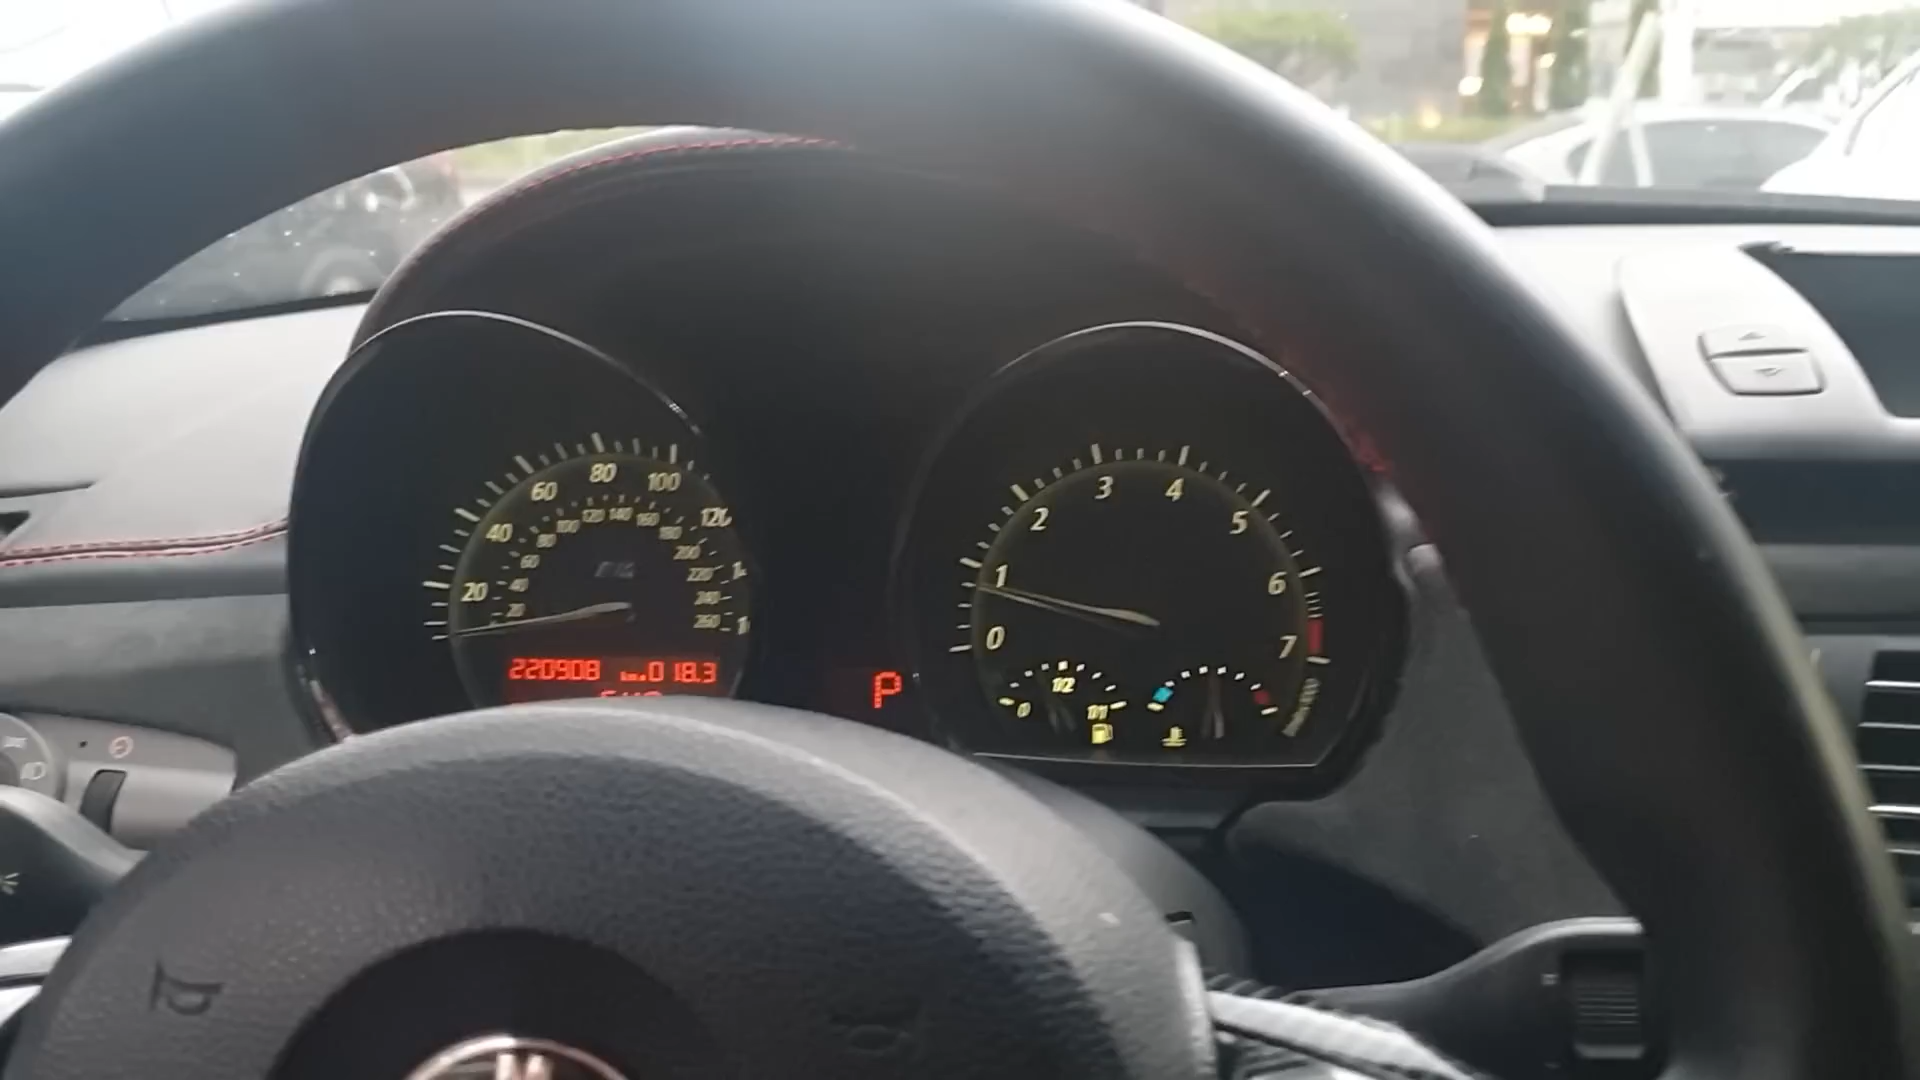 20 40 60 80 100 120
20 40 60 80 100 120 140 160 180 200 220 240 260
220908 018.3
P
0 1 2 3 4 5 6 7
0 1/2 1/1